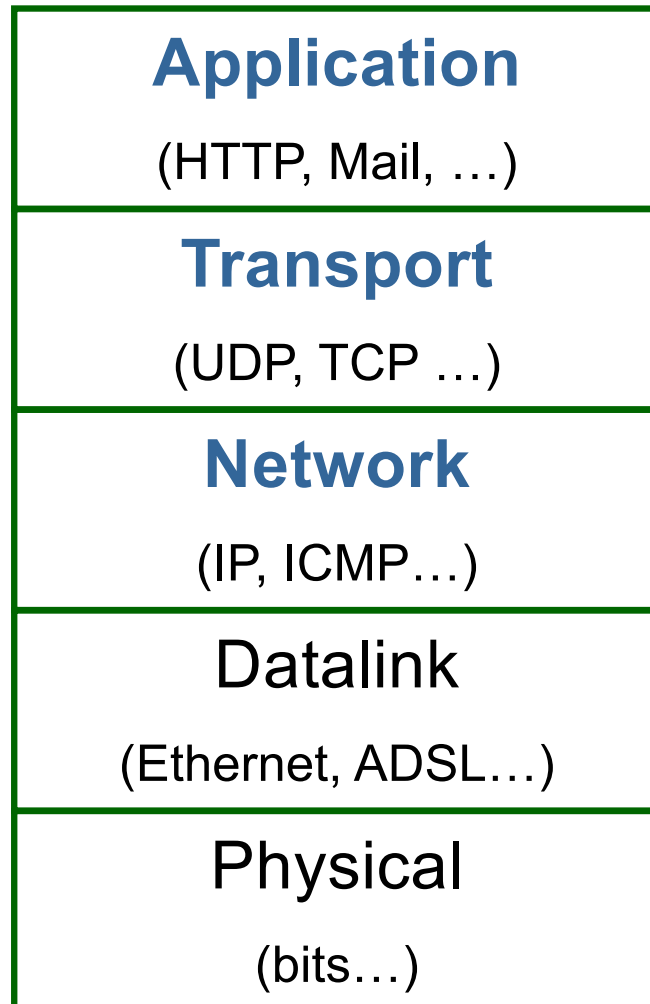 Application
(HTTP, Mail, …)
Transport
(UDP, TCP …)
Network
(IP, ICMP…)
Datalink
(Ethernet, ADSL…)
Physical
(bits…)